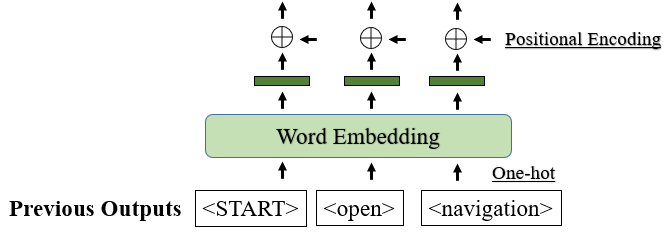 Positional Encoding
Word Embedding
One-hot
Previous Outputs <START> <open> <navigation>